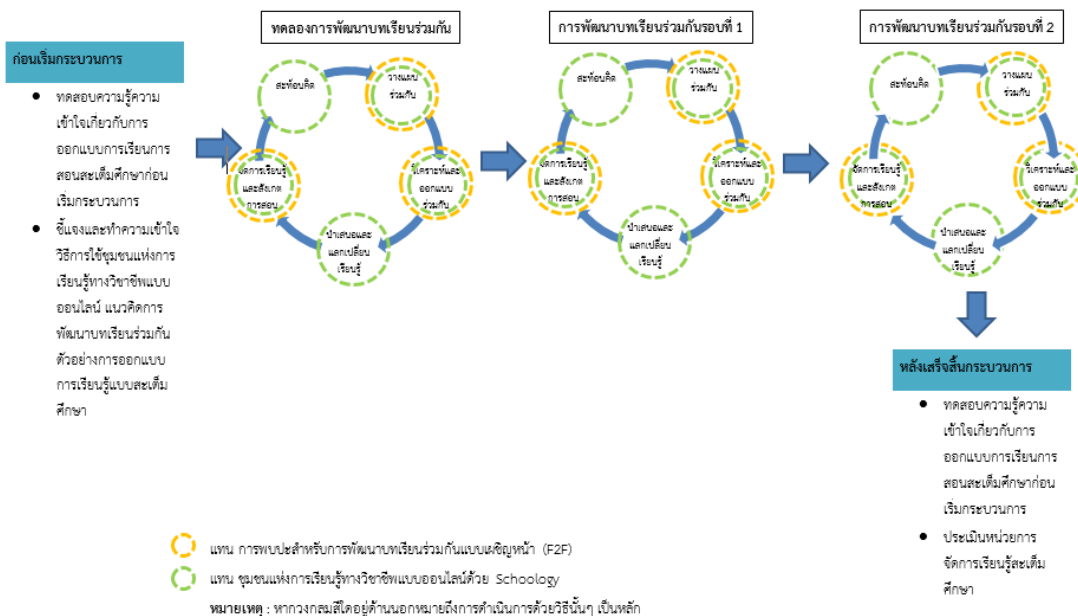 ก่อนเริ่มกระบวนการ
ทดสอบความรู้ความ
เข้าใจเกี่ยวกับการ
ออกแบบการเรียนการ
สอนสะเต็มศึกษาก่อน
เริ่มกระบวนการ
ชี้แจงและทำความเข้าใจ
วิธีการใช้ชุมชนแห่งการ
เรียนรู้ทางวิชาชีพแบบ
ออนไลน์ แนวคิดการ
พัฒนาบทเรียนร่วมกัน
ตัวอย่างการออกแบบ
การเรียนรู้แบบสะเต็ม
ศึกษา
ทดลองการพัฒนาบทเรียนร่วมกัน
สะท้อนคิด
วางแผน
ร่วมกัน
วิเคราะห์และ
ออกแบบ
ร่วมกัน
นำเสนอและ
แลกเปลี่ยน
เรียนรู้
จัดการเรียนรู้
และสังเกต
การสอน
การพัฒนาบทเรียนร่วมกันรอบที่ 1
สะท้อนคิด
วางแผน
ร่วมกัน
วิเคราะห์และ
ออกแบบ
ร่วมกัน
นำเสนอและ
แลกเปลี่ยน
เรียนรู้
จัดการเรียนรู้
และสังเกต
การสอน
การพัฒนาบทเรียนร่วมกันรอบที่ 2
สะท้อนคิด
วางแผน
ร่วมกัน
วิเคราะห์และ
ออกแบบ
ร่วมกัน
นำเสนอและ
แลกเปลี่ยน
เรียนรู้
จัดการเรียนรู้
และสังเกต
การสอน
หลังเสร็จสิ้นกระบวนการ
ทดสอบความรู้ความ
เข้าใจเกี่ยวกับการ
ออกแบบการเรียนการ
สอนสะเต็มศึกษาก่อน
เริ่มกระบวนการ
ประเมินหน่วยการ
จัดการเรียนรู้สะเต็ม
ศึกษา
แทน การพบปะสำหรับการพัฒนาบทเรียนร่วมกันแบบเผชิญหน้า (F2F)
แทน ชุมชนแห่งการเรียนรู้ทางวิชาชีพแบบออนไลน์ด้วย Schoology
หมายเหตุ : หากวงกลมสีใดอยู่ด้านนอกหมายถึงการดำเนินการด้วยวิธีนั้นๆ เป็นหลัก